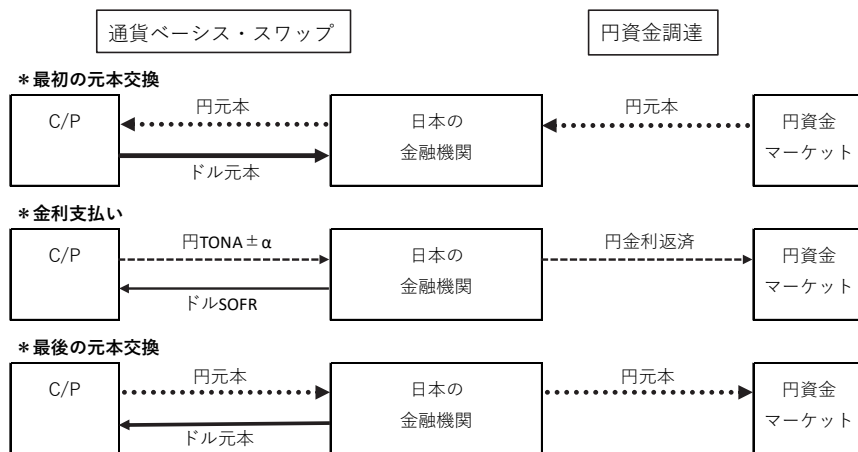 通貨ベーシス・スワップ
円資金調達
＊最初の元本交換
C/P
円元本
ドル元本
日本の
金融機関
円元本
円資金
マーケット
＊金利支払い
C/P
円TONA±α
ドルSOFR
日本の
金融機関
円金利返済
円資金
マーケット
＊最後の元本交換
C/P
円元本
ドル元本
日本の
金融機関
円元本
円資金
マーケット